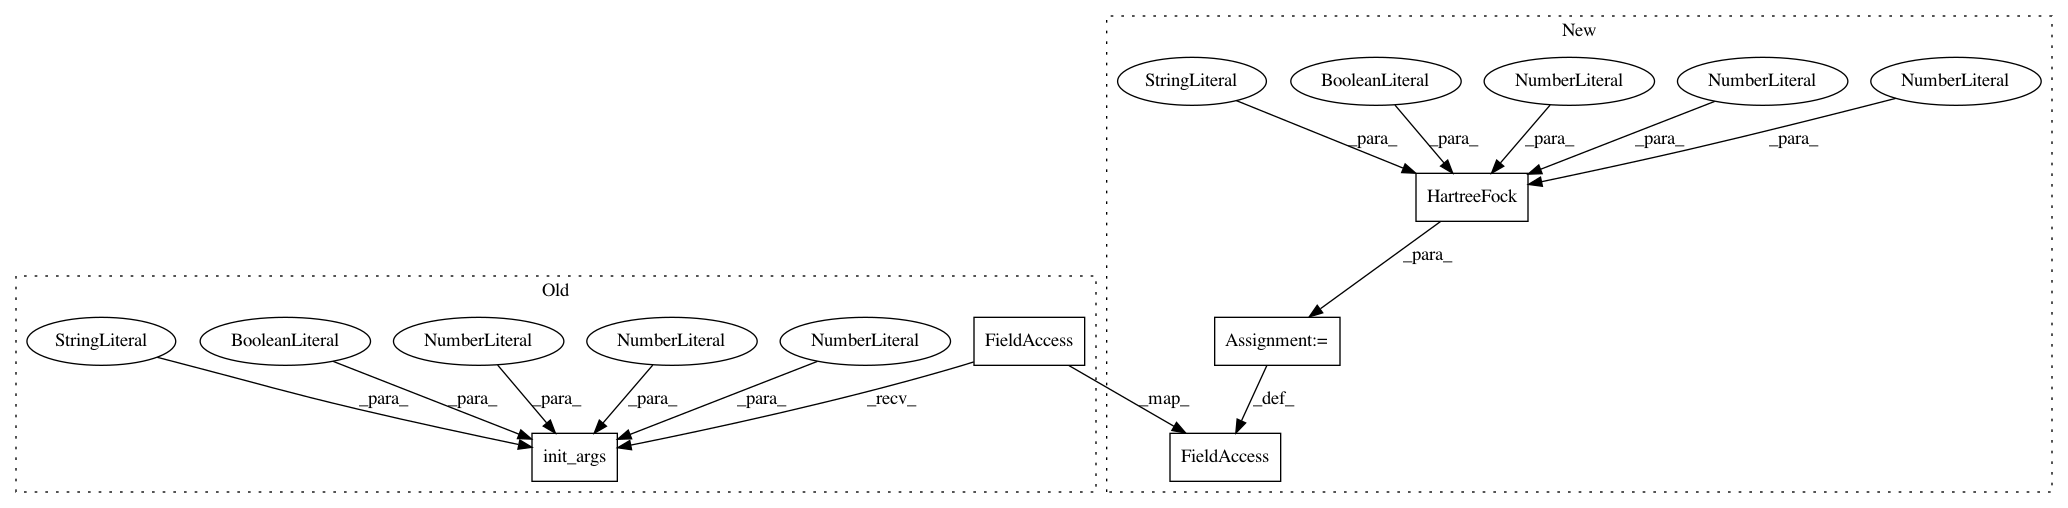 New
StringLiteral
BooleanLiteral
NumberLiteral
NumberLiteral
NumberLiteral
_para_
_para_
_para_
_para_
_para_
HartreeFock
_para_
Old
StringLiteral
BooleanLiteral
NumberLiteral
NumberLiteral
NumberLiteral
FieldAccess
Assignment:=
_para_
_para_
_para_
_para_
_para_
_recv_
_map_
_def_
init_args
FieldAccess